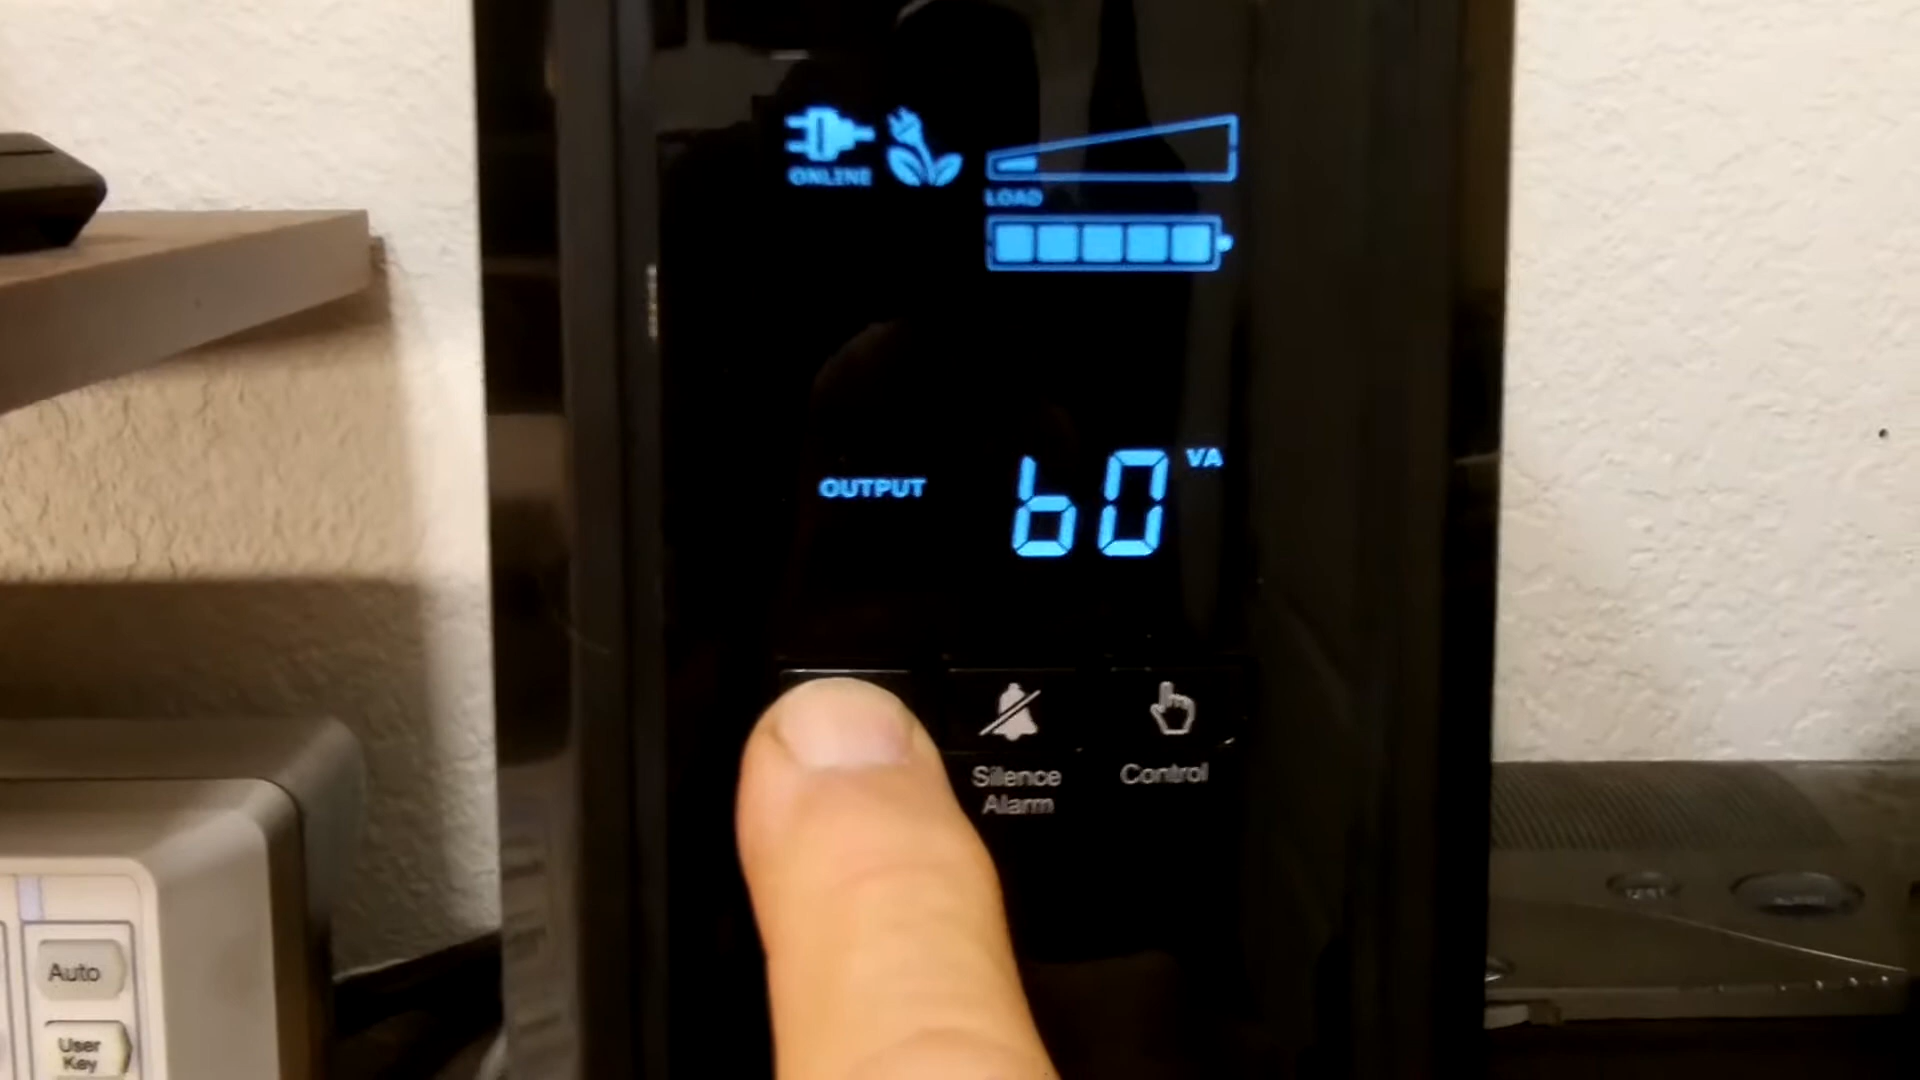 ONLINE
LOAD
OUTPUT 60 VA
Silence
Alarm
Control
Auto
User
Key